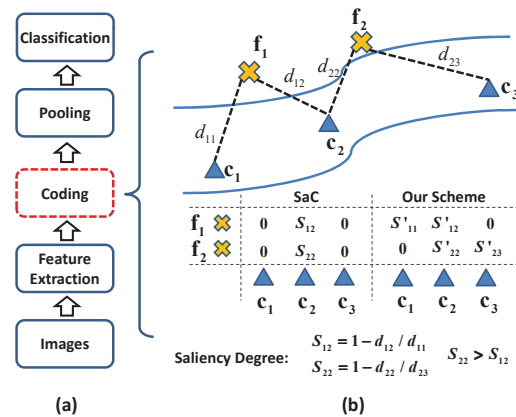 Classification
Pooling
Coding
Feature
Extraction
Images
(a)
f₁
f₂
d₁₁
d₁₂
d₂₂
d₂₃
c₁
c₂
c₃
SaC Our Scheme
f₁ 0 S₁₂ 0 S'₁₁ S'₁₂ 0
f₂ 0 S₂₂ 0 0 S'₂₂ S'₂₃
c₁ c₂ c₃ c₁ c₂ c₃
Saliency Degree: S₁₂ = 1 − d₁₂ / d₁₁
S₂₂ = 1 − d₂₂ / d₂₃ S₂₂ > S₁₂
(b)